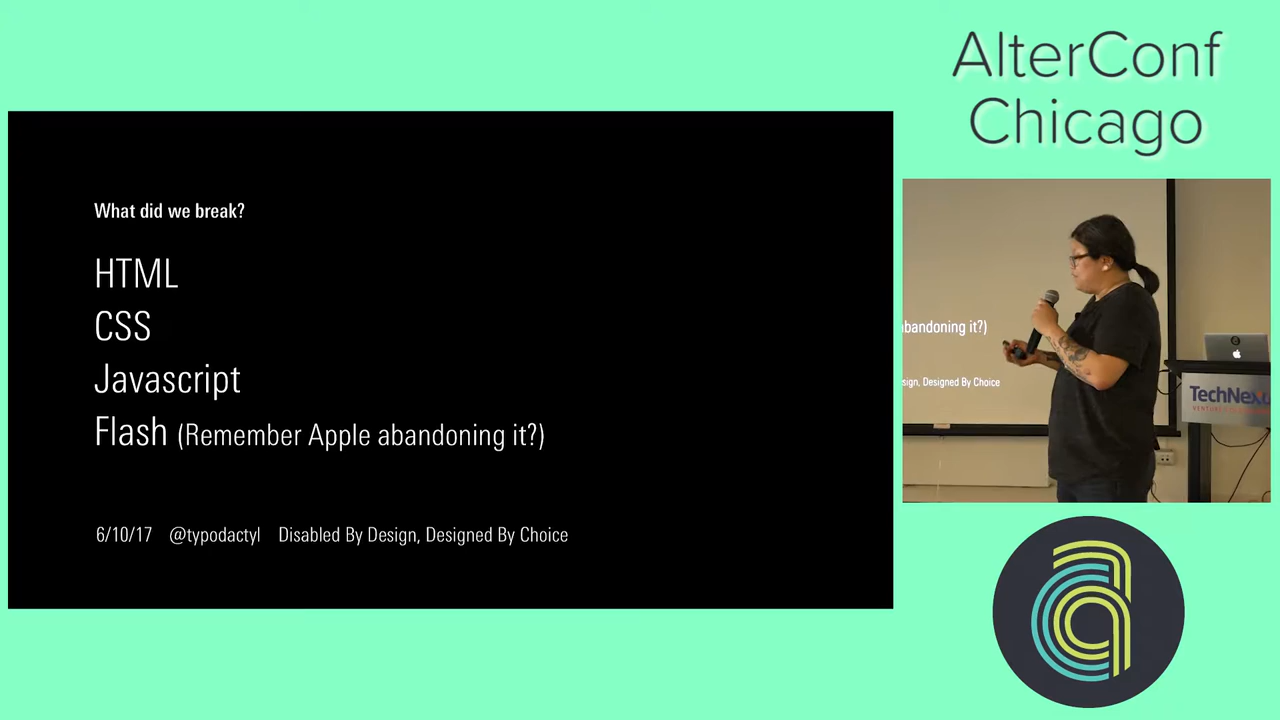 AlterConf
Chicago
What did we break?
HTML
CSS
Javascript
Flash (Remember Apple abandoning it?)
6/10/17 @typodactyl Disabled By Design, Designed By Choice
abandoning it?)
sign, Designed By Choice
TechNexu